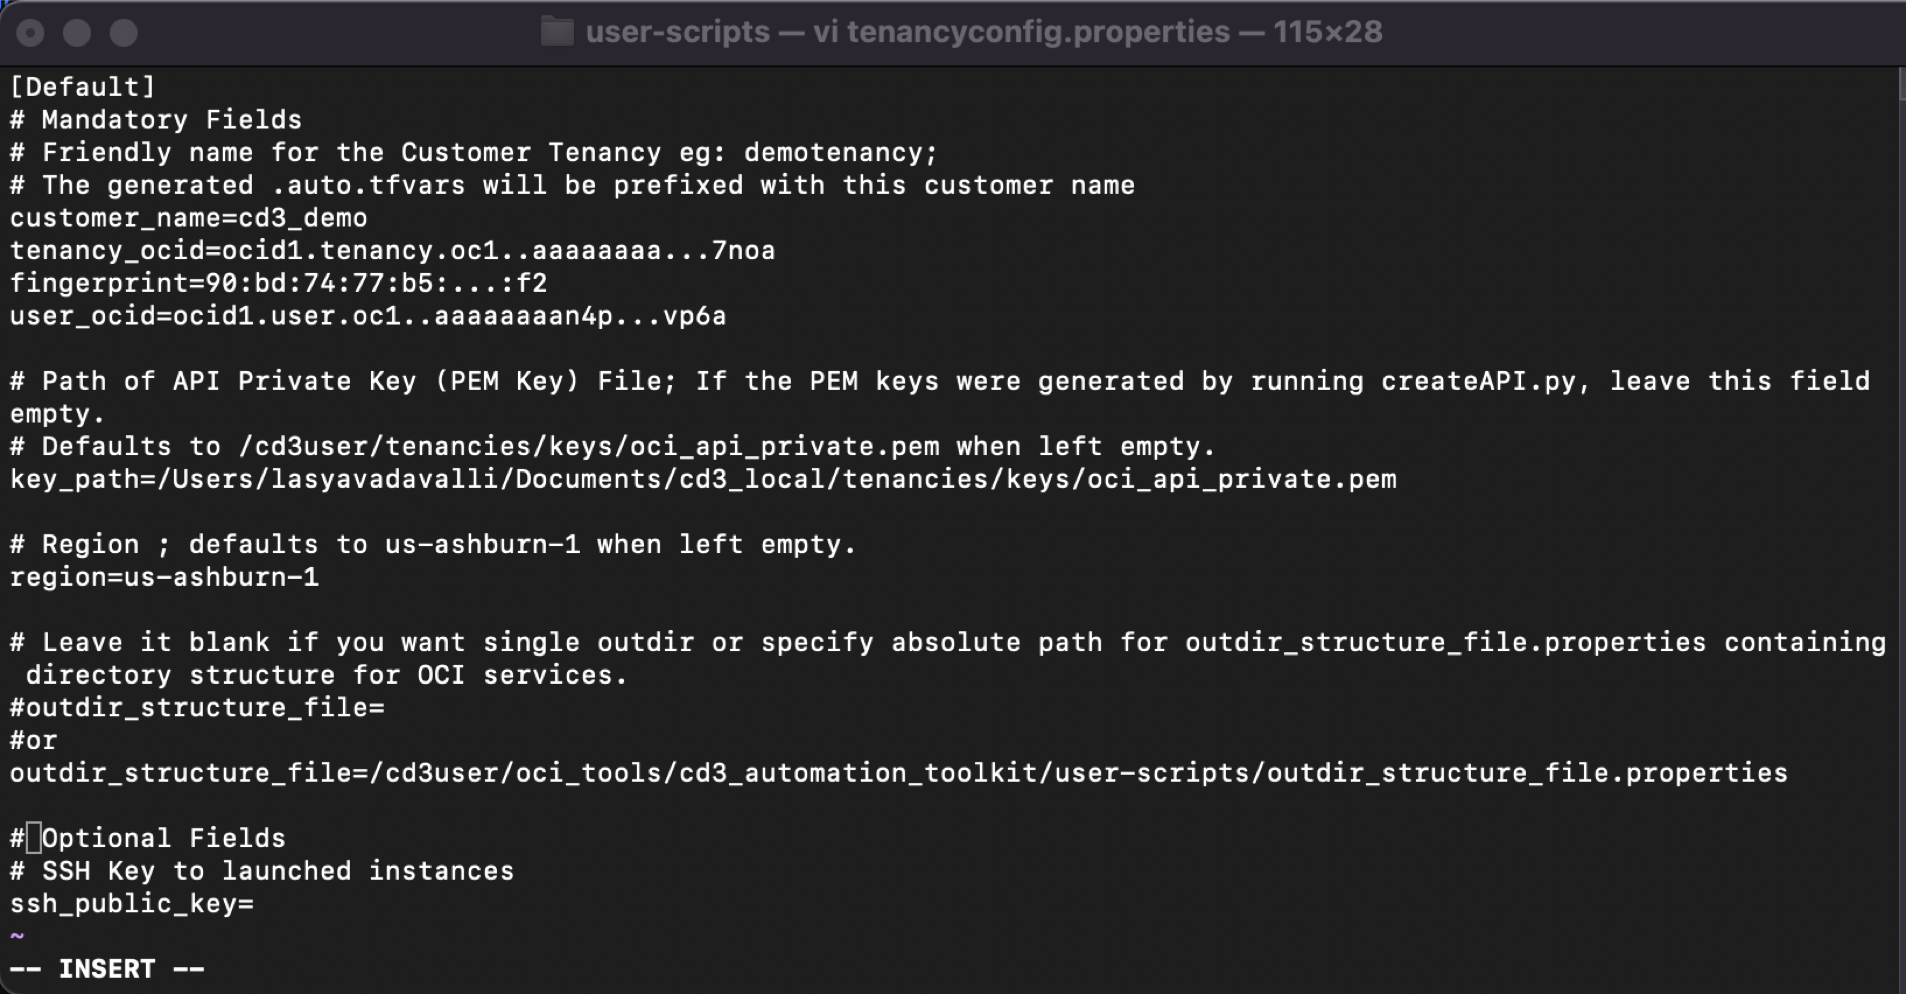 user-scripts — vi tenancyconfig.properties — 115×28
[Default]
# Mandatory Fields
# Friendly name for the Customer Tenancy eg: demotenancy;
# The generated .auto.tfvars will be prefixed with this customer name
customer_name=cd3_demo
tenancy_ocid=ocid1.tenancy.oc1..aaaaaaaa...7noa
fingerprint=90:bd:74:77:b5:...:f2
user_ocid=ocid1.user.oc1..aaaaaaaan4p...vp6a
# Path of API Private Key (PEM Key) File; If the PEM keys were generated by running createAPI.py, leave this field
empty.
# Defaults to /cd3user/tenancies/keys/oci_api_private.pem when left empty.
key_path=/Users/lasyavadavalli/Documents/cd3_local/tenancies/keys/oci_api_private.pem
# Region ; defaults to us-ashburn-1 when left empty.
region=us-ashburn-1
# Leave it blank if you want single outdir or specify absolute path for outdir_structure_file.properties containing
directory structure for OCI services.
#outdir_structure_file=
#or
outdir_structure_file=/cd3user/oci_tools/cd3_automation_toolkit/user-scripts/outdir_structure_file.properties
# Optional Fields
# SSH Key to launched instances
ssh_public_key=
~
-- INSERT --